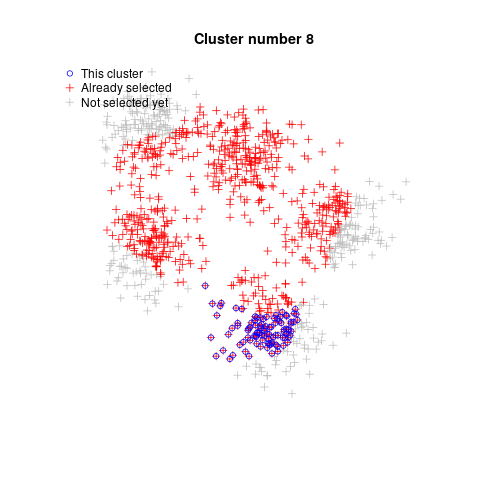 Cluster number 8
This cluster
Already selected
Not selected yet